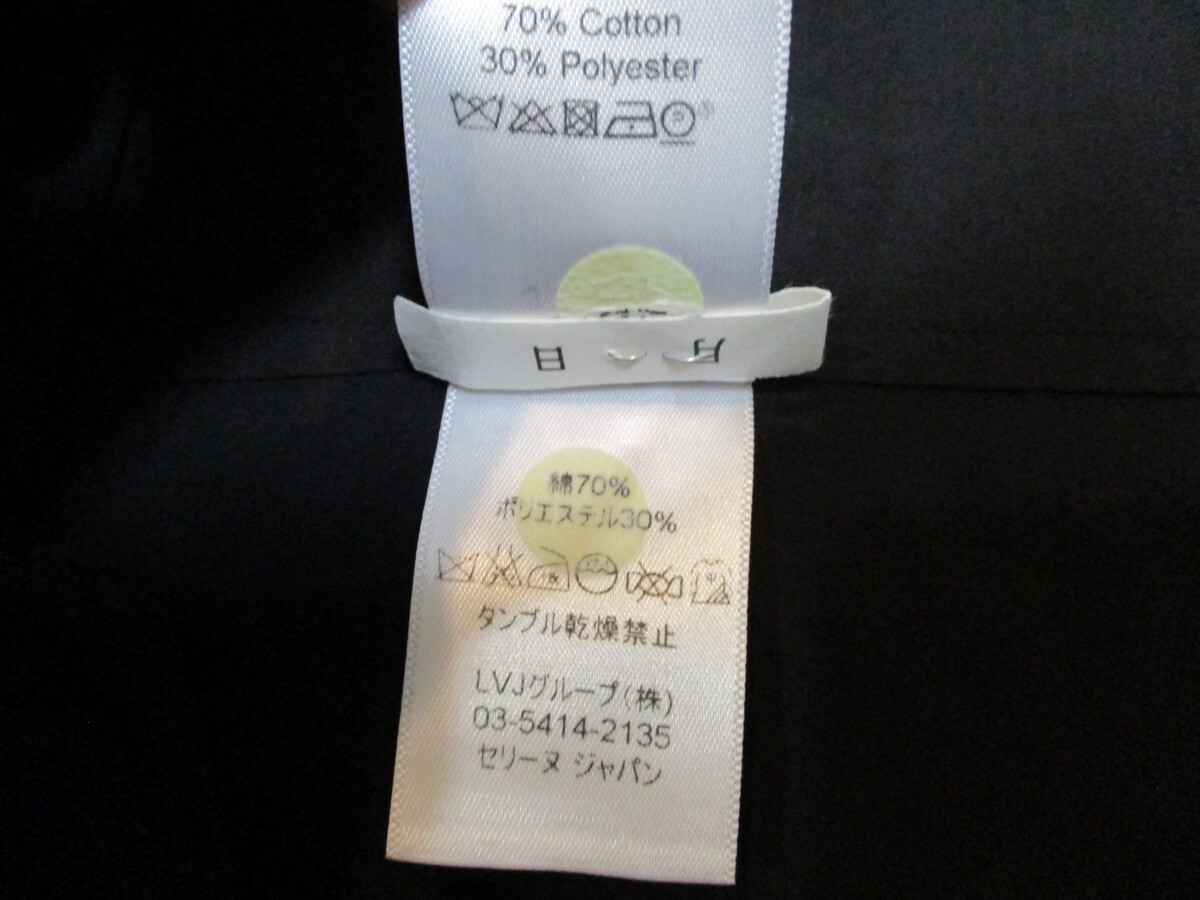 70% Cotton
30% Polyester
P
月
日
綿70%
ポリエステル30%
タンブル乾燥禁止
LVJグループ(株)
03-5414-2135
セリーヌ ジャパン